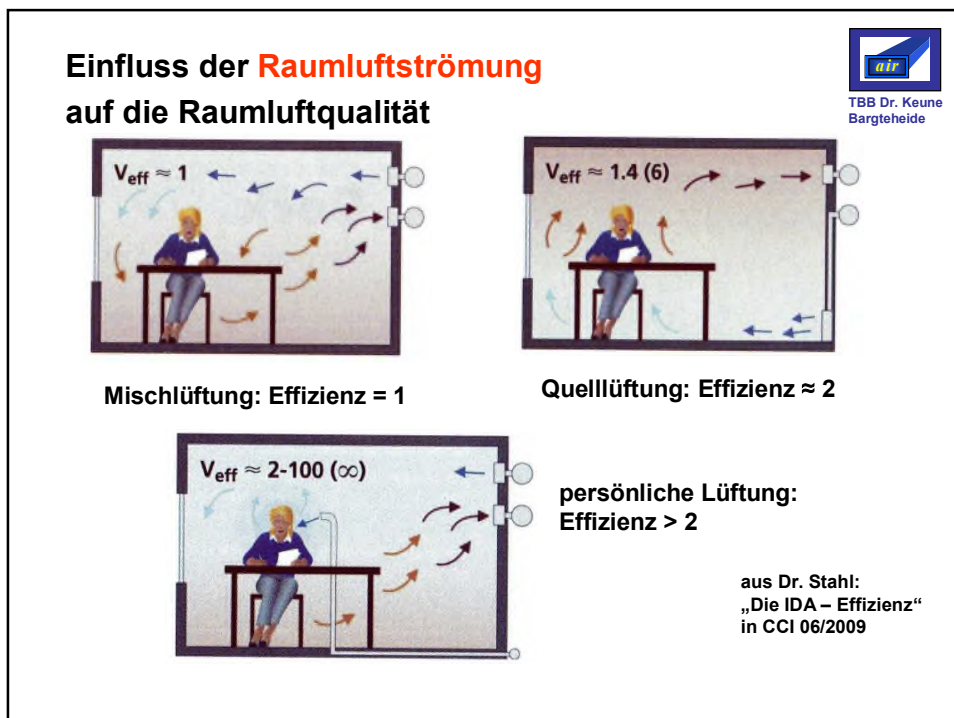 Einfluss der Raumluftströmung
auf die Raumluftqualität
air
TBB Dr. Keune
Bargteheide
Veff ≈ 1
Veff ≈ 1.4 (6)
Mischlüftung: Effizienz = 1
Quelllüftung: Effizienz ≈ 2
Veff ≈ 2-100 (∞)
persönliche Lüftung:
Effizienz > 2
aus Dr. Stahl:
„Die IDA – Effizienz“
in CCI 06/2009